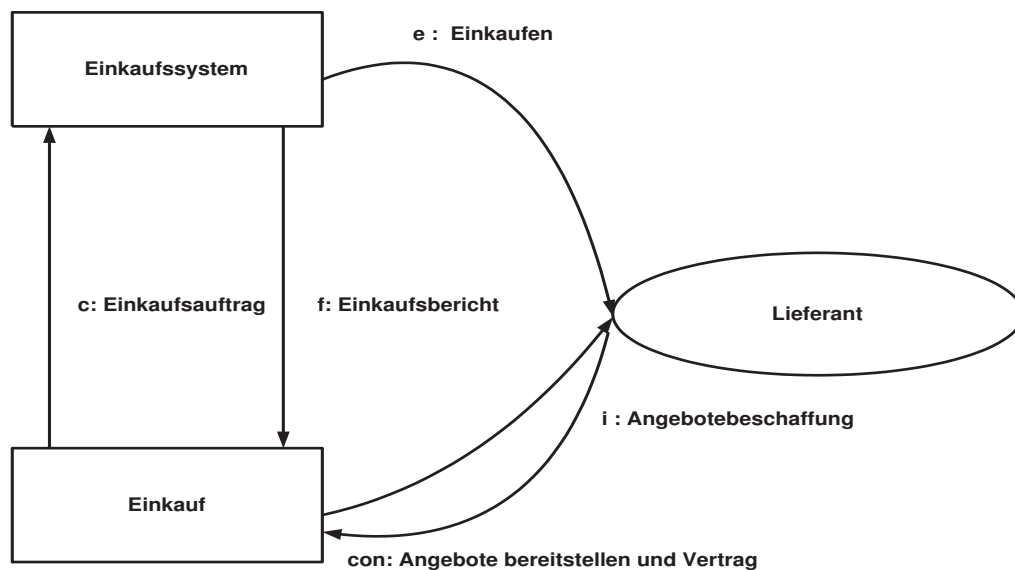 e : Einkaufen
Einkaufssystem
c: Einkaufsauftrag
f: Einkaufsbericht
Lieferant
i : Angebotebeschaffung
Einkauf
con: Angebote bereitstellen und Vertrag